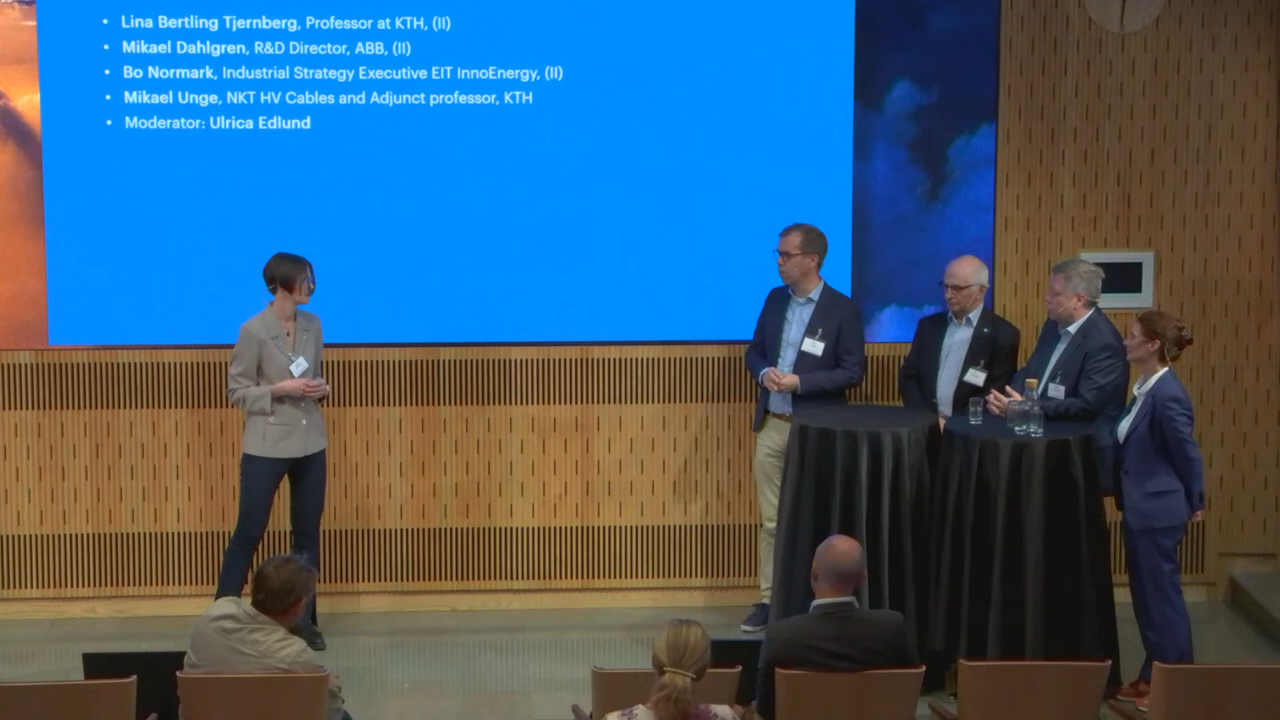 • Lina Bertling Tjernberg, Professor at KTH, (II)
• Mikael Dahlgren, R&D Director, ABB, (II)
• Bo Normark, Industrial Strategy Executive EIT InnoEnergy, (II)
• Mikael Unge, NKT HV Cables and Adjunct professor, KTH
• Moderator: Ulrica Edlund